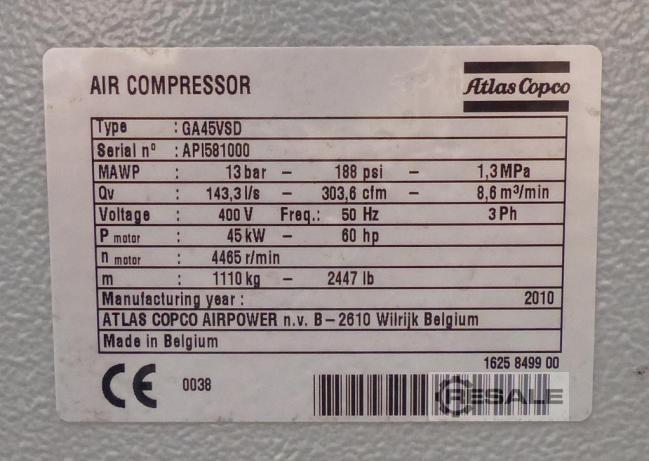 AIR COMPRESSOR Atlas Copco
Type : GA45VSD
Serial nº : API581000
MAWP : 13 bar – 188 psi – 1,3 MPa
Qv : 143,3 l/s – 303,6 cfm – 8,6 m³/min
Voltage : 400 V Freq.: 50 Hz 3 Ph
P motor : 45 kW – 60 hp
n motor : 4465 r/min
m : 1110 kg – 2447 lb
Manufacturing year : 2010
ATLAS COPCO AIRPOWER n.v. B – 2610 Wilrijk Belgium
Made in Belgium
1625 8499 00
CE 0038
RESALE